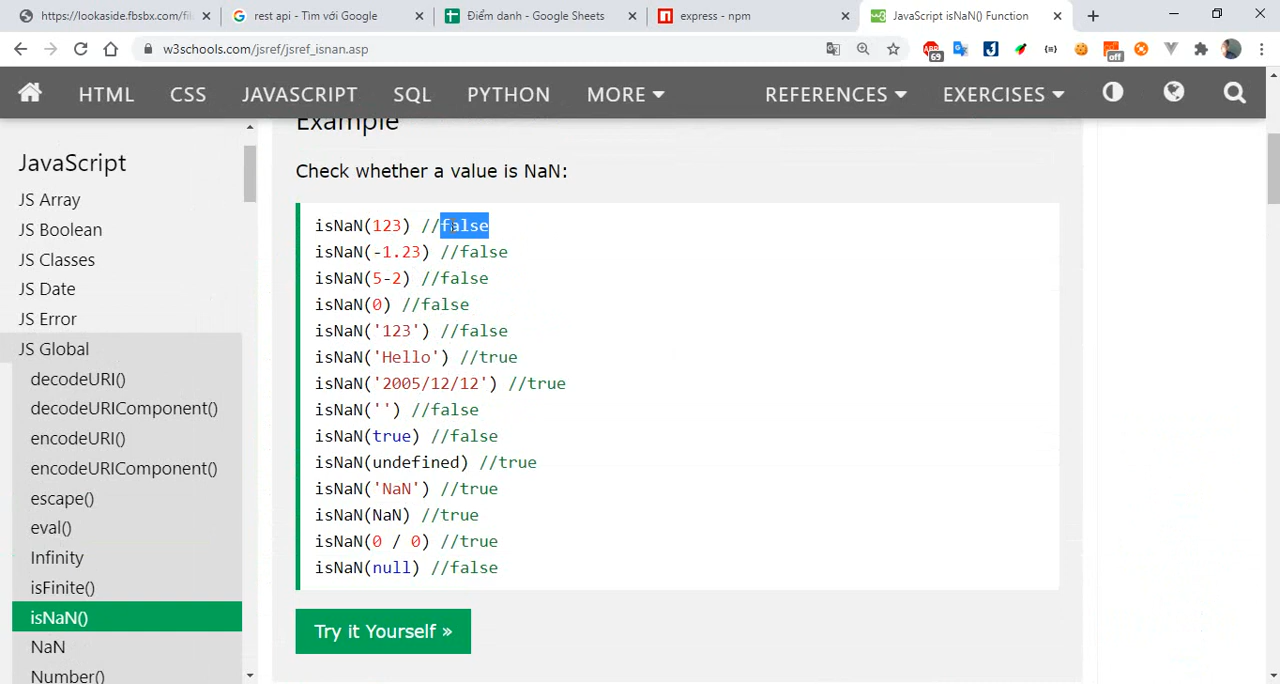 https://lookaside.fbsbx.com/fil
rest api - Tìm với Google
Điểm danh - Google Sheets
express - npm
JavaScript isNaN() Function
w3schools.com/jsref/jsref_isnan.asp
69
off
HTML
CSS
JAVASCRIPT
SQL
PYTHON
MORE
REFERENCES
EXERCISES
Example
JavaScript
JS Array
JS Boolean
JS Classes
JS Date
JS Error
JS Global
decodeURI()
decodeURIComponent()
encodeURI()
encodeURIComponent()
escape()
eval()
Infinity
isFinite()
isNaN()
NaN
Number()
Check whether a value is NaN:
isNaN(123) //false
isNaN(-1.23) //false
isNaN(5-2) //false
isNaN(0) //false
isNaN('123') //false
isNaN('Hello') //true
isNaN('2005/12/12') //true
isNaN('') //false
isNaN(true) //false
isNaN(undefined) //true
isNaN('NaN') //true
isNaN(NaN) //true
isNaN(0 / 0) //true
isNaN(null) //false
Try it Yourself »